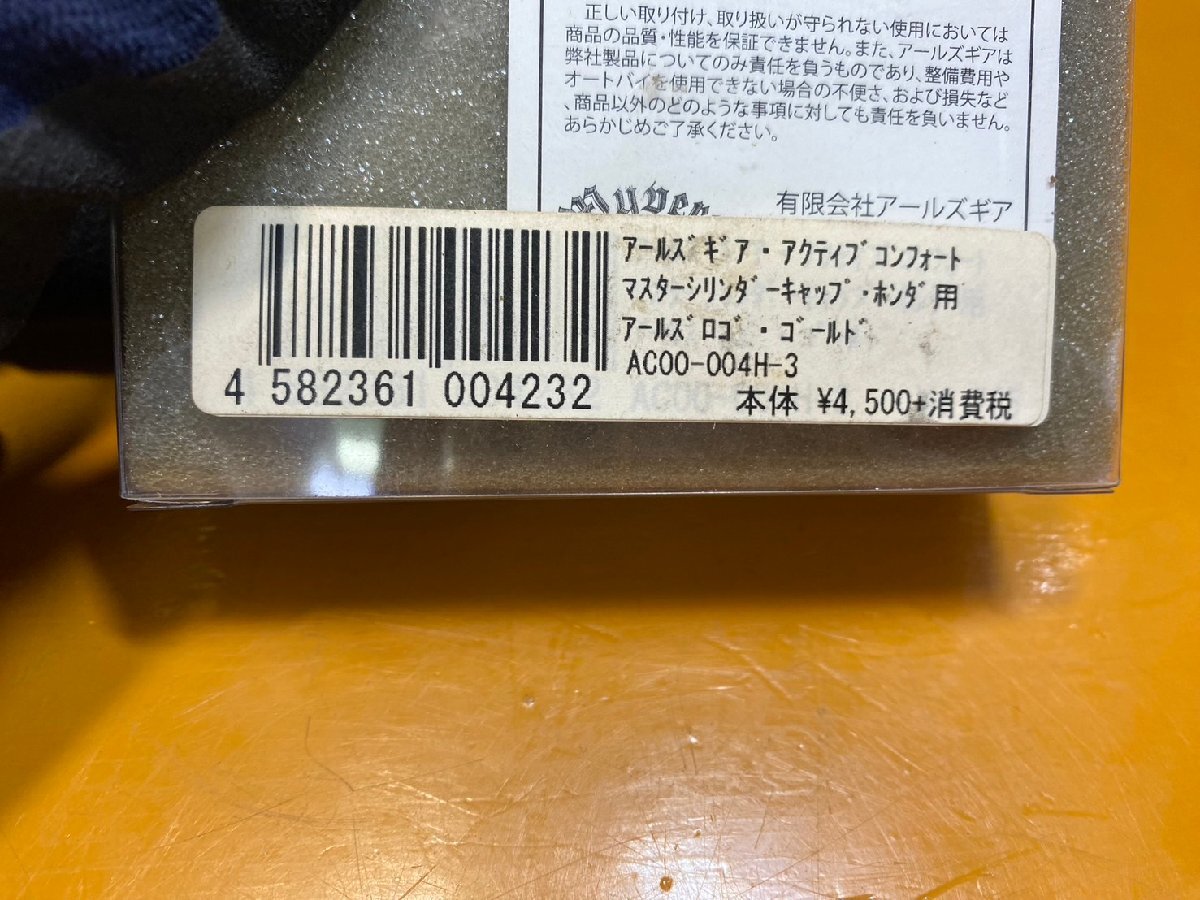 正しい取り付け、取り扱いが守られない使用においては
商品の品質・性能を保証できません。また、アールズギアは
弊社製品についてのみ責任を負うものであり、整備費用や
オートバイを使用できない場合の不便さ、および損失など
、商品以外のどのような事項に対しても責任を負いません。
あらかじめご了承ください。
有限会社アールズギア
ｱｰﾙｽﾞｷﾞｱ・ｱｸﾃｨﾌﾞｺﾝﾌｫｰﾄ
ﾏｽﾀｰｼﾘﾝﾀﾞｰｷｬｯﾌﾟ・ﾎﾝﾀﾞ用
ｱｰﾙｽﾞﾛｺﾞ・ｺﾞｰﾙﾄﾞ
AC00-004H-3
4 582361 004232
本体 ¥4,500+消費税